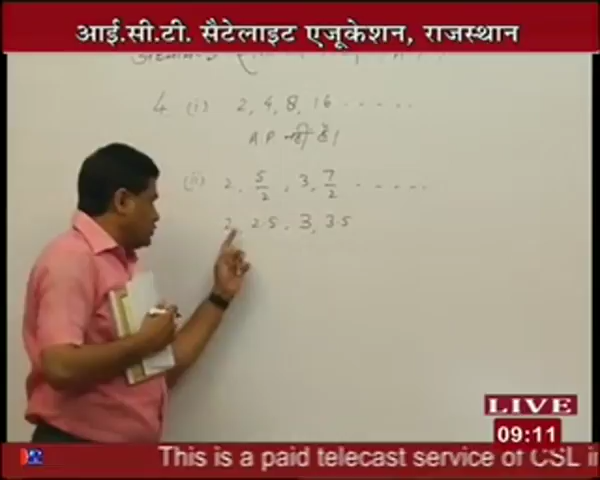 आई.सी.टी. सैटेलाइट एजूकेशन, राजस्थान
4 (i) 2, 4, 8, 16 . . . . . .
A P नहीं है।
(ii) 2, 5/2, 3, 7/2 . . . . . .
2, 2.5, 3, 3.5
LIVE
09:11
This is a paid telecast service of CSL in